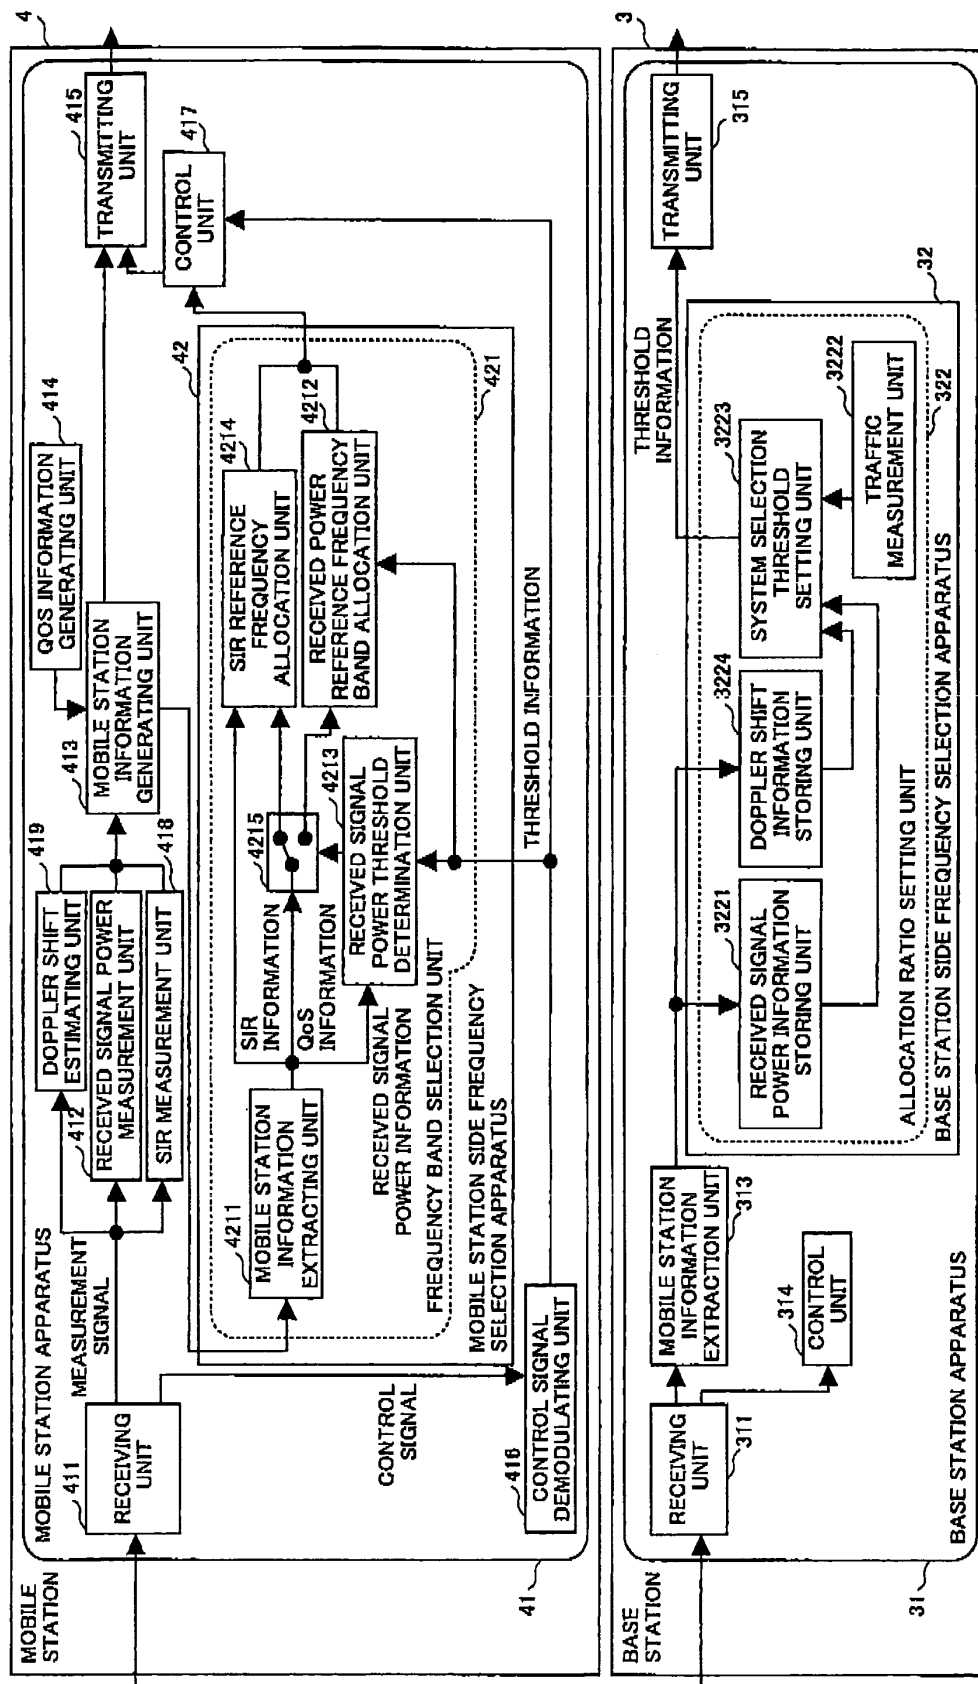 MOBILE STATION
4
MOBILE STATION APPARATUS
41
RECEIVING UNIT
411
MEASUREMENT SIGNAL
CONTROL SIGNAL
DOPPLER SHIFT ESTIMATING UNIT
419
RECEIVED SIGNAL POWER MEASUREMENT UNIT
412
SIR MEASUREMENT UNIT
418
MOBILE STATION INFORMATION GENERATING UNIT
413
QOS INFORMATION GENERATING UNIT
414
TRANSMITTING UNIT
415
CONTROL UNIT
417
42
MOBILE STATION INFORMATION EXTRACTING UNIT
4211
SIR INFORMATION
QoS INFORMATION
RECEIVED SIGNAL POWER INFORMATION
4215
RECEIVED SIGNAL POWER THRESHOLD DETERMINATION UNIT
4213
SIR REFERENCE FREQUENCY ALLOCATION UNIT
4214
RECEIVED POWER REFERENCE FREQUENCY BAND ALLOCATION UNIT
4212
421
FREQUENCY BAND SELECTION UNIT
MOBILE STATION SIDE FREQUENCY SELECTION APPARATUS
THRESHOLD INFORMATION
CONTROL SIGNAL DEMODULATING UNIT
416
BASE STATION
3
RECEIVING UNIT
311
MOBILE STATION INFORMATION EXTRACTION UNIT
313
CONTROL UNIT
314
RECEIVED SIGNAL POWER INFORMATION STORING UNIT
3221
DOPPLER SHIFT INFORMATION STORING UNIT
3224
SYSTEM SELECTION THRESHOLD SETTING UNIT
3223
TRAFFIC MEASUREMENT UNIT
3222
THRESHOLD INFORMATION
TRANSMITTING UNIT
315
32
322
ALLOCATION RATIO SETTING UNIT
BASE STATION SIDE FREQUENCY SELECTION APPARATUS
BASE STATION APPARATUS
31